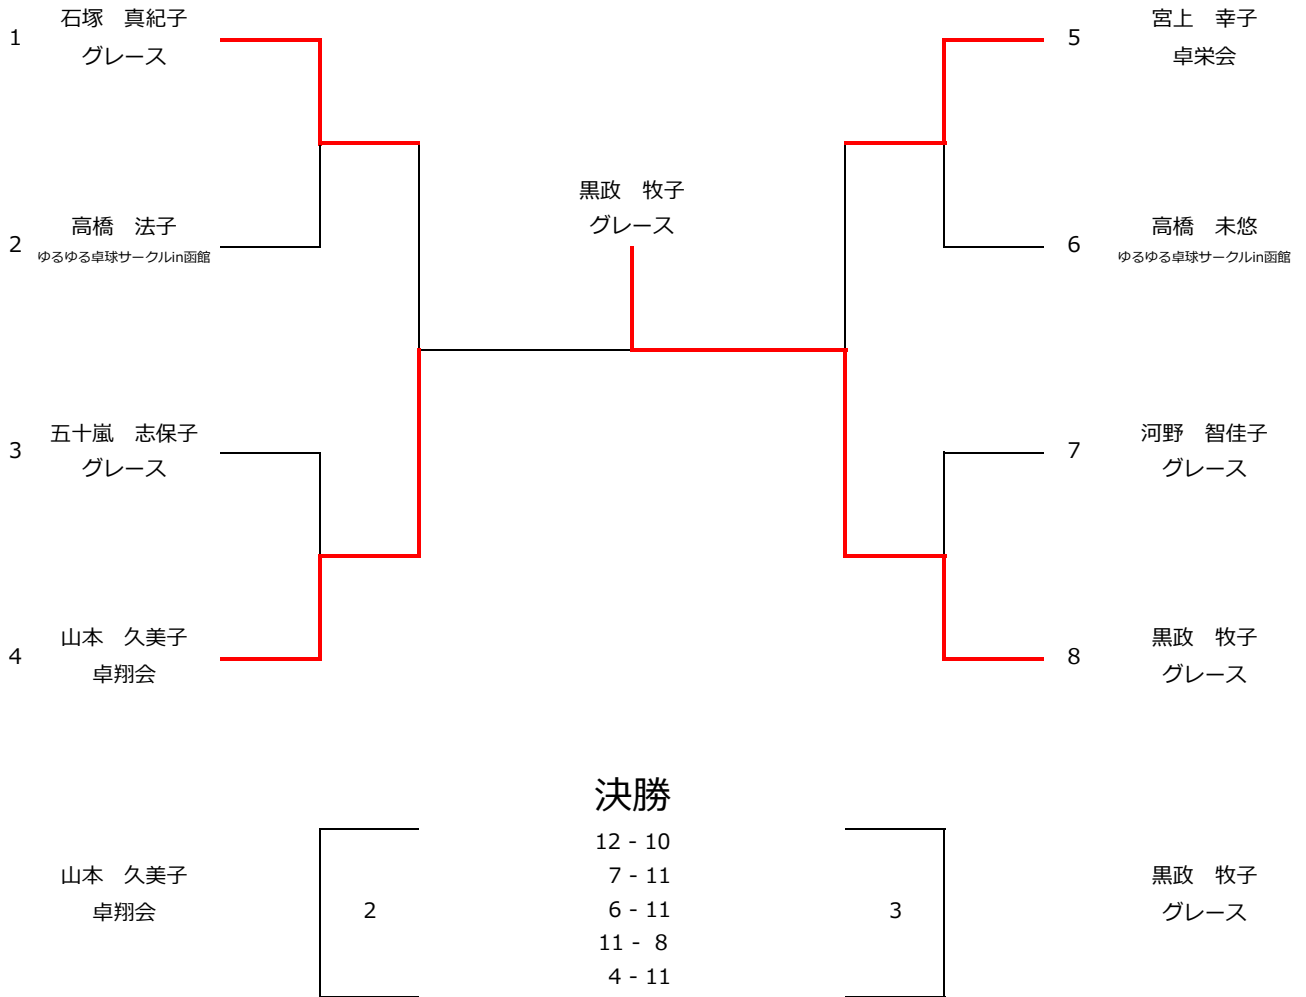 1
石塚　真紀子
グレース
2
高橋　法子
ゆるゆる卓球サークルin函館
3
五十嵐　志保子
グレース
4
山本　久美子
卓翔会
黒政　牧子
グレース
5
宮上　幸子
卓栄会
6
高橋　未悠
ゆるゆる卓球サークルin函館
7
河野　智佳子
グレース
8
黒政　牧子
グレース
決勝
山本　久美子
卓翔会
2
12 - 10
7 - 11
6 - 11
11 - 8
4 - 11
3
黒政　牧子
グレース